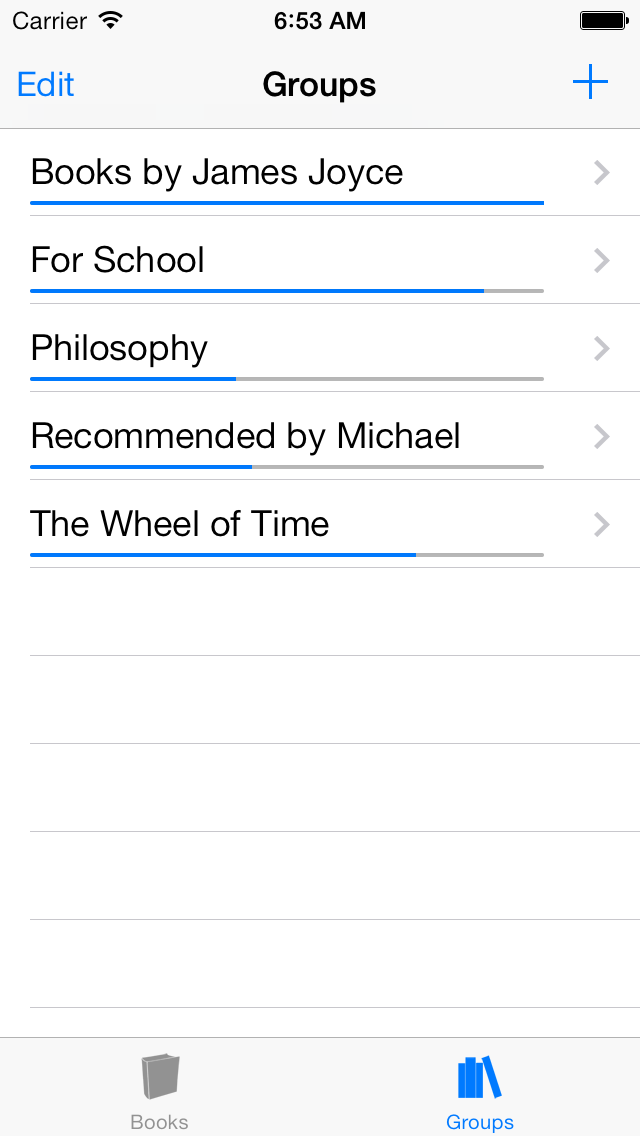 Carrier 6:53 AM
Edit Groups
Books by James Joyce
For School
Philosophy
Recommended by Michael
The Wheel of Time
Books Groups